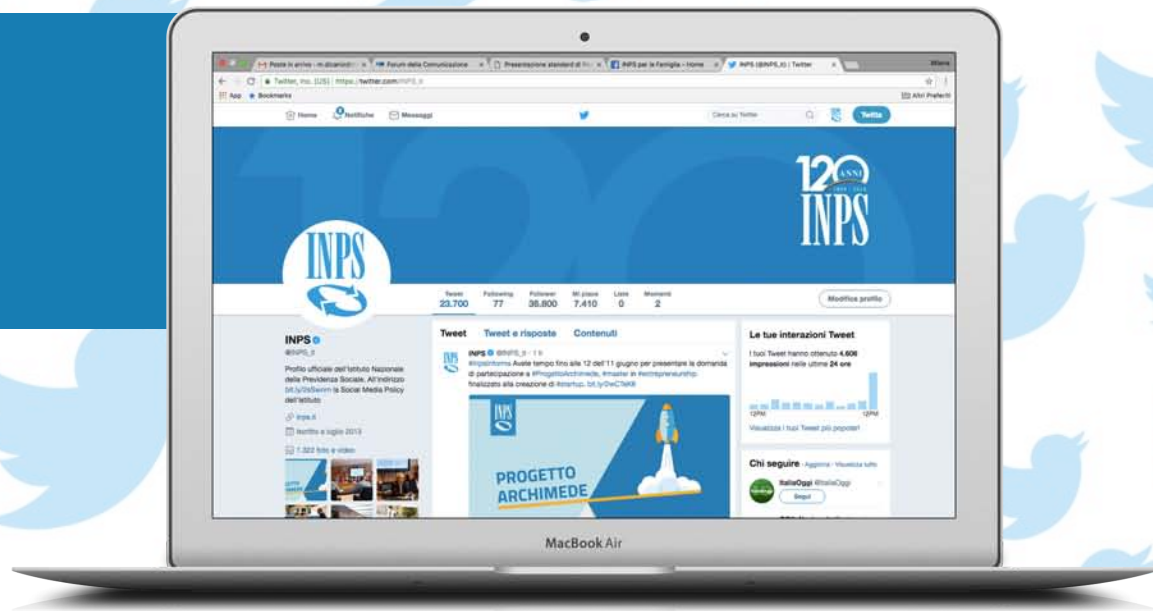 Forum della Comunicazione
INPS per la Famiglia - Home
INPS (@INPS_it) | Twitter
Twitter, Inc. [US] https://twitter.com/INPS_it
App Bookmarks
Altri Preferiti
Home Notifiche Messaggi
Cerca su Twitter
Twitta
120
120 ANNI
INPS
INPS
Tweet Following Follower Mi piace Liste Momenti
23.700 77 38.800 7.410 0 2
Modifica profilo
INPS
@INPS_it
Profilo ufficiale dell'Istituto Nazionale
della Previdenza Sociale. All'indirizzo
la Social Media Policy
dell'Istituto
inps.it
Iscritto a luglio 2013
1.322 foto e video
Tweet Tweet e risposte Contenuti
INPS @INPS_it · 1 h
#InpsInforma Avete tempo fino alle 12 dell'11 giugno per presentare la domanda
di partecipazione a #ProgettoArchimede, #master in #entrepreneurship
finalizzato alla creazione di #startup.
INPS
PROGETTO
ARCHIMEDE
Le tue interazioni Tweet
I tuoi Tweet hanno ottenuto 4.606
impressioni nelle ultime 24 ore
12PM 12PM
Visualizza i tuoi Tweet più popolari
Chi seguire · Aggiorna · Visualizza tutto
ItaliaOggi @ItaliaOggi
Segui
MacBook Air